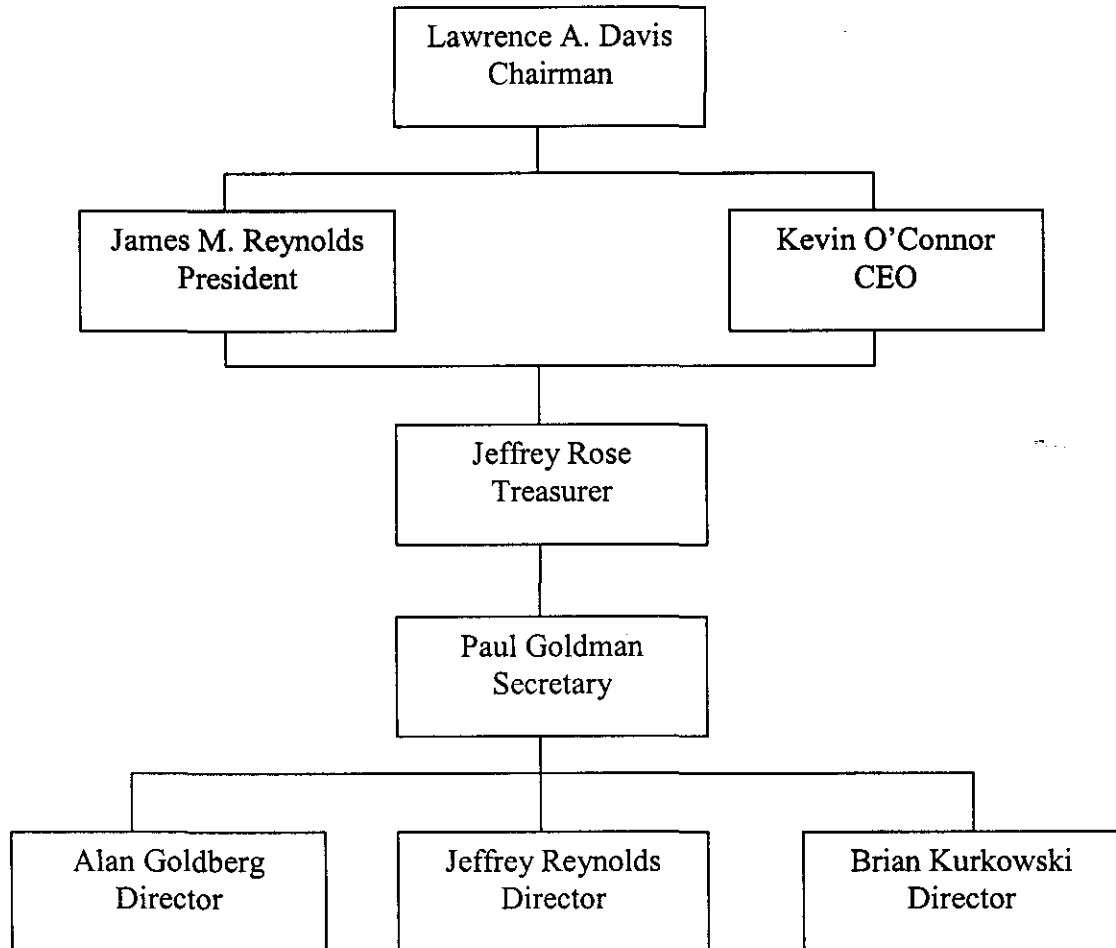 Lawrence A. Davis
Chairman
James M. Reynolds
President
Kevin O'Connor
CEO
Jeffrey Rose
Treasurer
Paul Goldman
Secretary
Alan Goldberg
Director
Jeffrey Reynolds
Director
Brian Kurkowski
Director